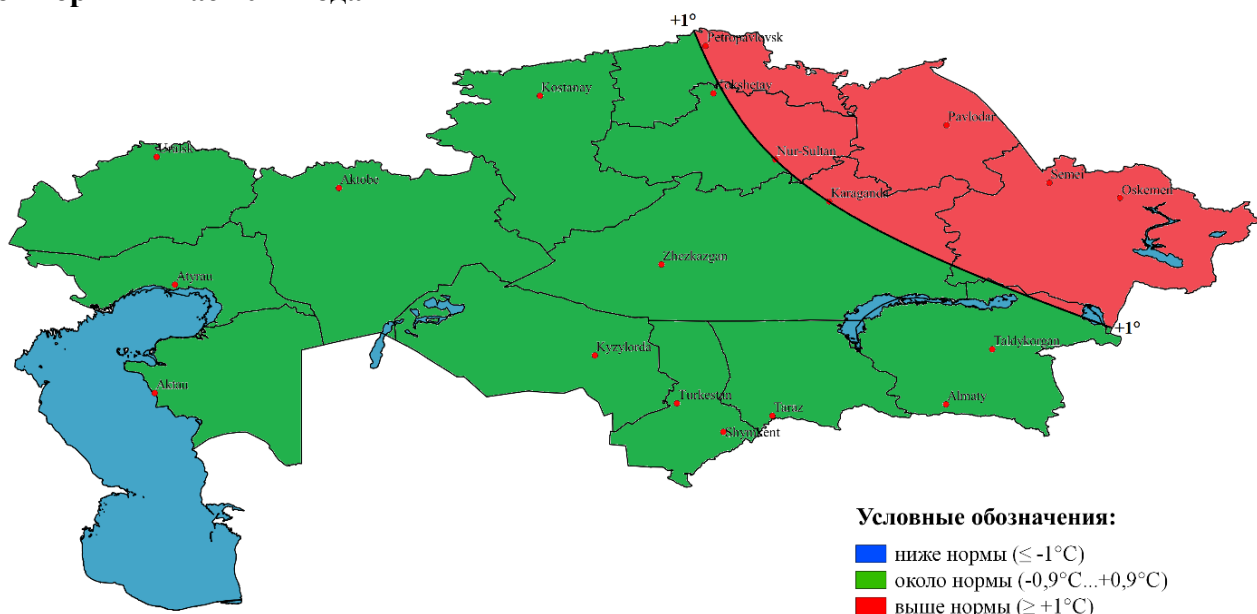 +1°
Petropavlovsk
Kostanay
Kokshetav
Pavlodar
Uralsk
Nur-Sultan
Aktobe
Semei
Oskemen
Karaganda
Zhezkazgan
Atyrau
+1°
Taldykorgan
Kyzylorda
Aktau
Turkestan
Almaty
Taraz
Shymkent
Условные обозначения:
ниже нормы (≤ -1°C)
около нормы (-0,9°C...+0,9°C)
выше нормы (≥ +1°C)